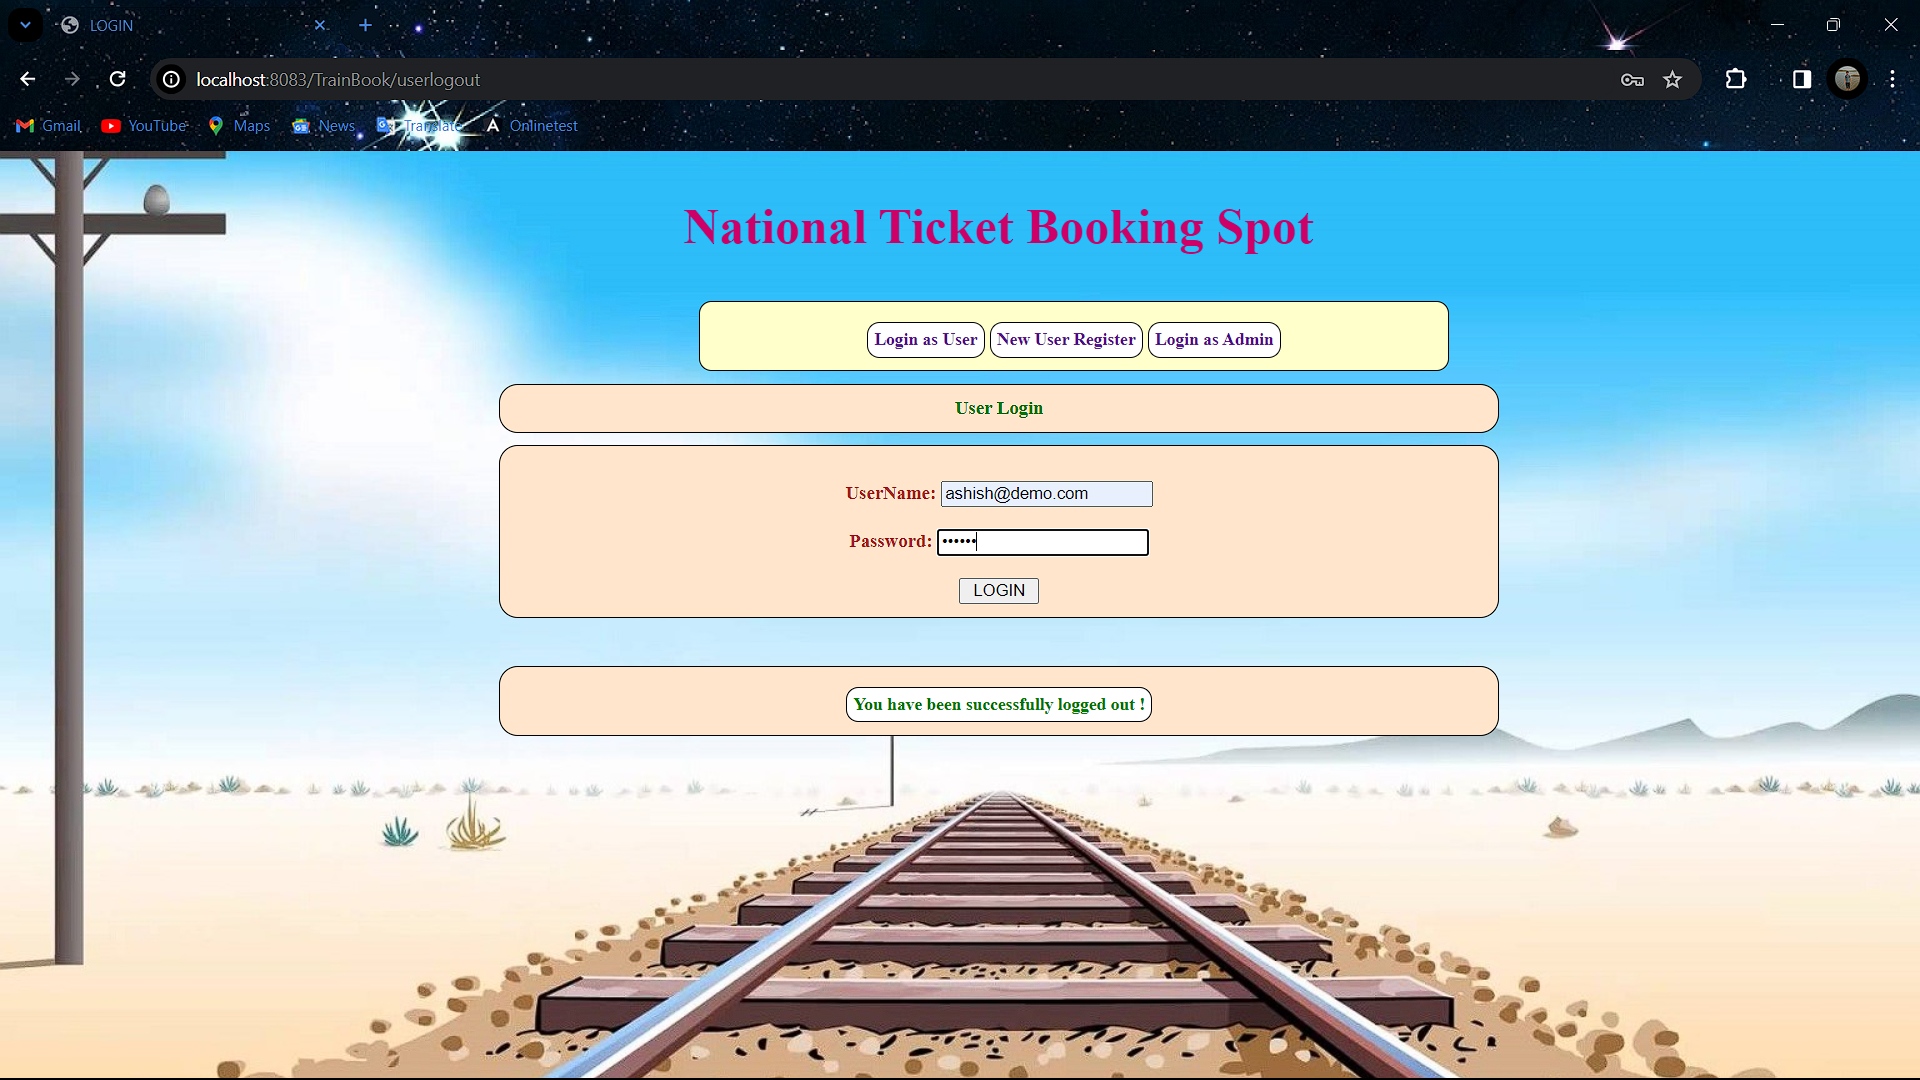 LOGIN
localhost:8083/TrainBook/userlogout
Gmail YouTube Maps News Translate Onlinetest
National Ticket Booking Spot
Login as User New User Register Login as Admin
User Login
UserName: ashish@demo.com
Password: ••••••
LOGIN
You have been successfully logged out !